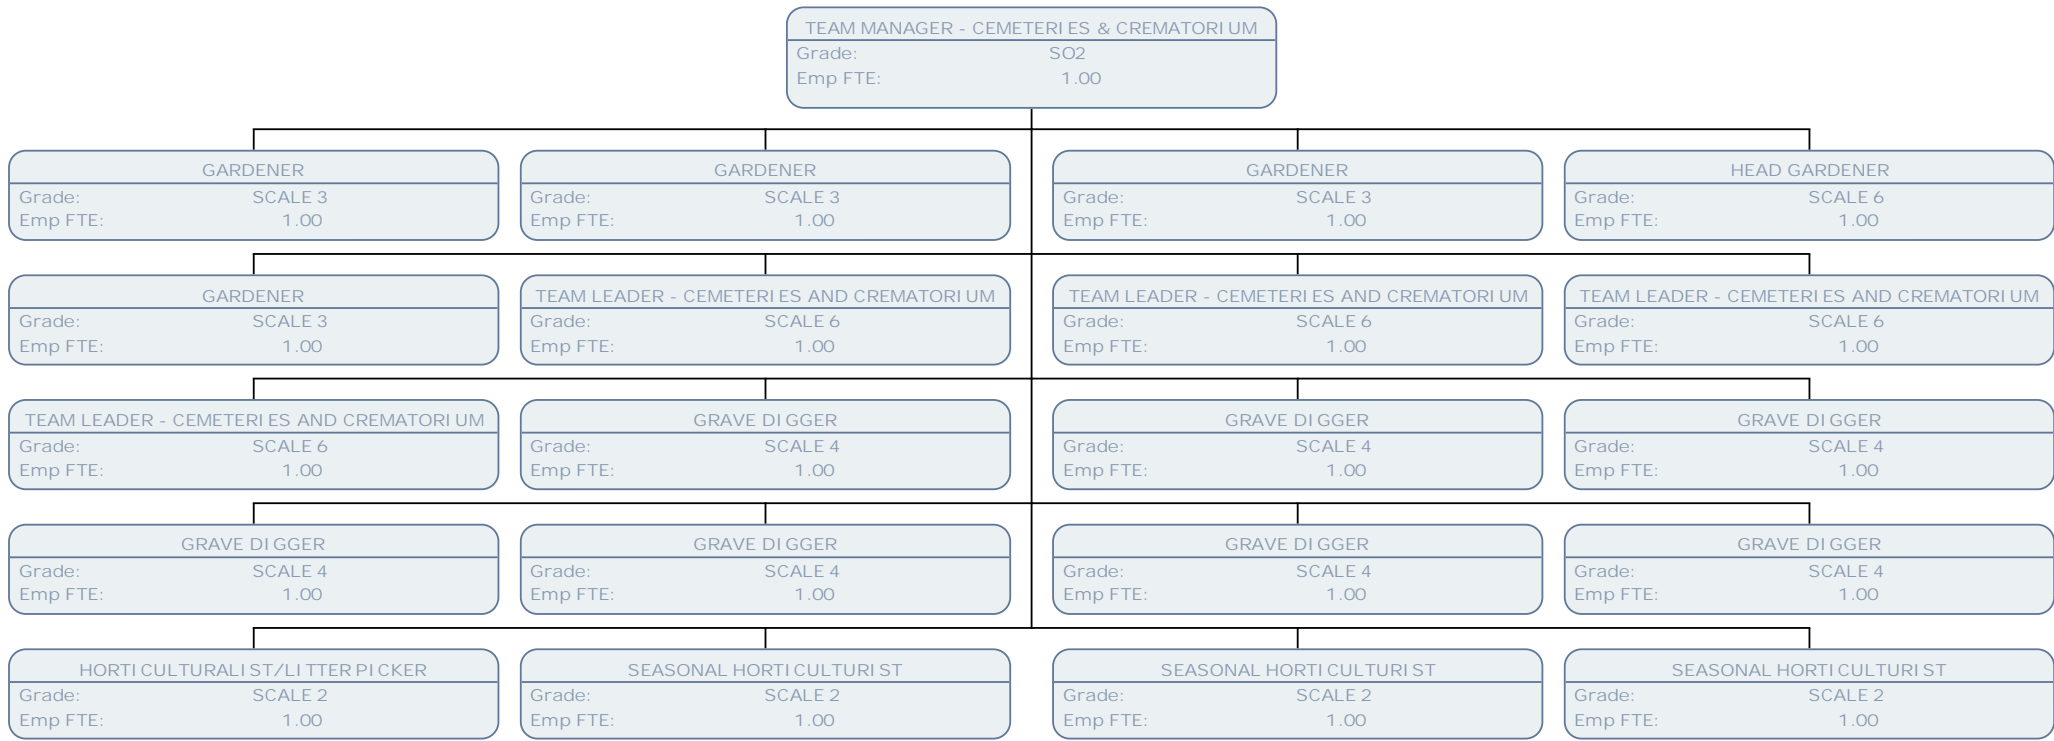 TEAM MANAGER - CEMETERIES & CREMATORIUM
Grade: SO2
Emp FTE: 1.00
GARDENER
Grade: SCALE 3
Emp FTE: 1.00
GARDENER
Grade: SCALE 3
Emp FTE: 1.00
GARDENER
Grade: SCALE 3
Emp FTE: 1.00
HEAD GARDENER
Grade: SCALE 6
Emp FTE: 1.00
GARDENER
Grade: SCALE 3
Emp FTE: 1.00
TEAM LEADER - CEMETERIES AND CREMATORIUM
Grade: SCALE 6
Emp FTE: 1.00
TEAM LEADER - CEMETERIES AND CREMATORIUM
Grade: SCALE 6
Emp FTE: 1.00
TEAM LEADER - CEMETERIES AND CREMATORIUM
Grade: SCALE 6
Emp FTE: 1.00
TEAM LEADER - CEMETERIES AND CREMATORIUM
Grade: SCALE 6
Emp FTE: 1.00
GRAVE DIGGER
Grade: SCALE 4
Emp FTE: 1.00
GRAVE DIGGER
Grade: SCALE 4
Emp FTE: 1.00
GRAVE DIGGER
Grade: SCALE 4
Emp FTE: 1.00
GRAVE DIGGER
Grade: SCALE 4
Emp FTE: 1.00
GRAVE DIGGER
Grade: SCALE 4
Emp FTE: 1.00
GRAVE DIGGER
Grade: SCALE 4
Emp FTE: 1.00
GRAVE DIGGER
Grade: SCALE 4
Emp FTE: 1.00
HORTICULTURALIST/LITTER PICKER
Grade: SCALE 2
Emp FTE: 1.00
SEASONAL HORTICULTURIST
Grade: SCALE 2
Emp FTE: 1.00
SEASONAL HORTICULTURIST
Grade: SCALE 2
Emp FTE: 1.00
SEASONAL HORTICULTURIST
Grade: SCALE 2
Emp FTE: 1.00